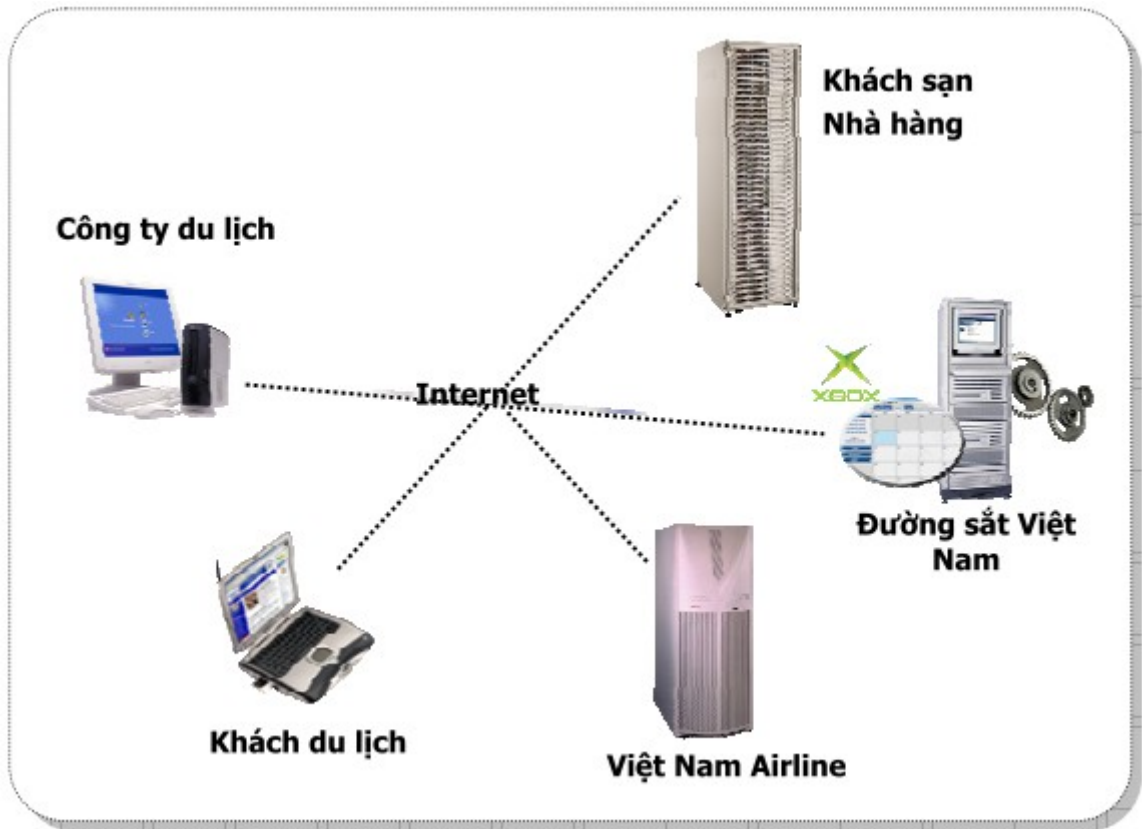 Khách sạn
Nhà hàng
Công ty du lịch
Internet
XBOX
Đường sắt Việt
Nam
Khách du lịch
Việt Nam Airline